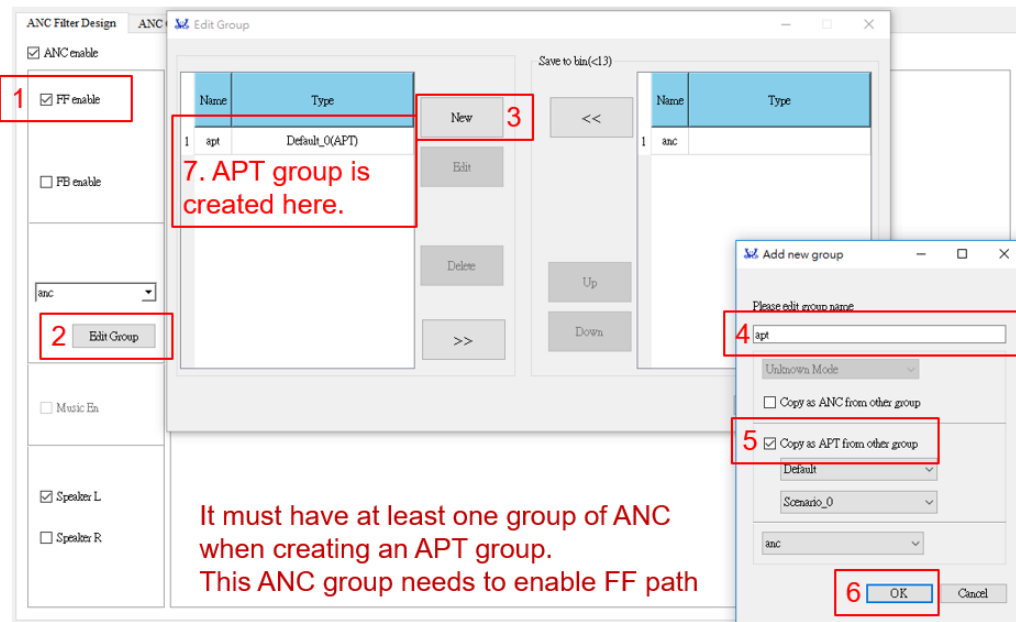 ANC Filter Design
ANC
Edit Group
ANC enable
1
FF enable
FB enable
anc
2
Edit Group
Music En
Speaker L
Speaker R
Name
Type
1
apt
Default_0(APT)
7. APT group is
created here.
New
3
Edit
Delete
>>
Save to bin(<13)
<<
Up
Down
Name
Type
1
anc
Add new group
Please edit group name
4
apt
Unknown Mode
Copy as ANC from other group
5
Copy as APT from other group
Default
Scenario_0
anc
6
OK
Cancel
It must have at least one group of ANC
when creating an APT group.
This ANC group needs to enable FF path